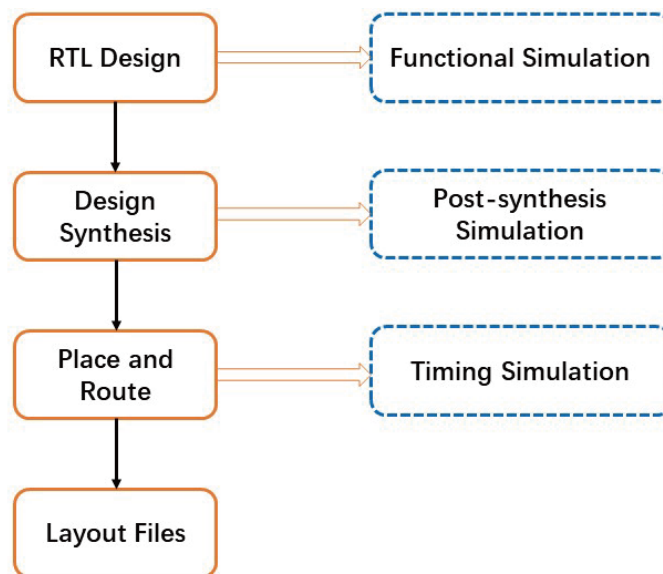 RTL Design
Functional Simulation
Design
Synthesis
Post-synthesis
Simulation
Place and
Route
Timing Simulation
Layout Files